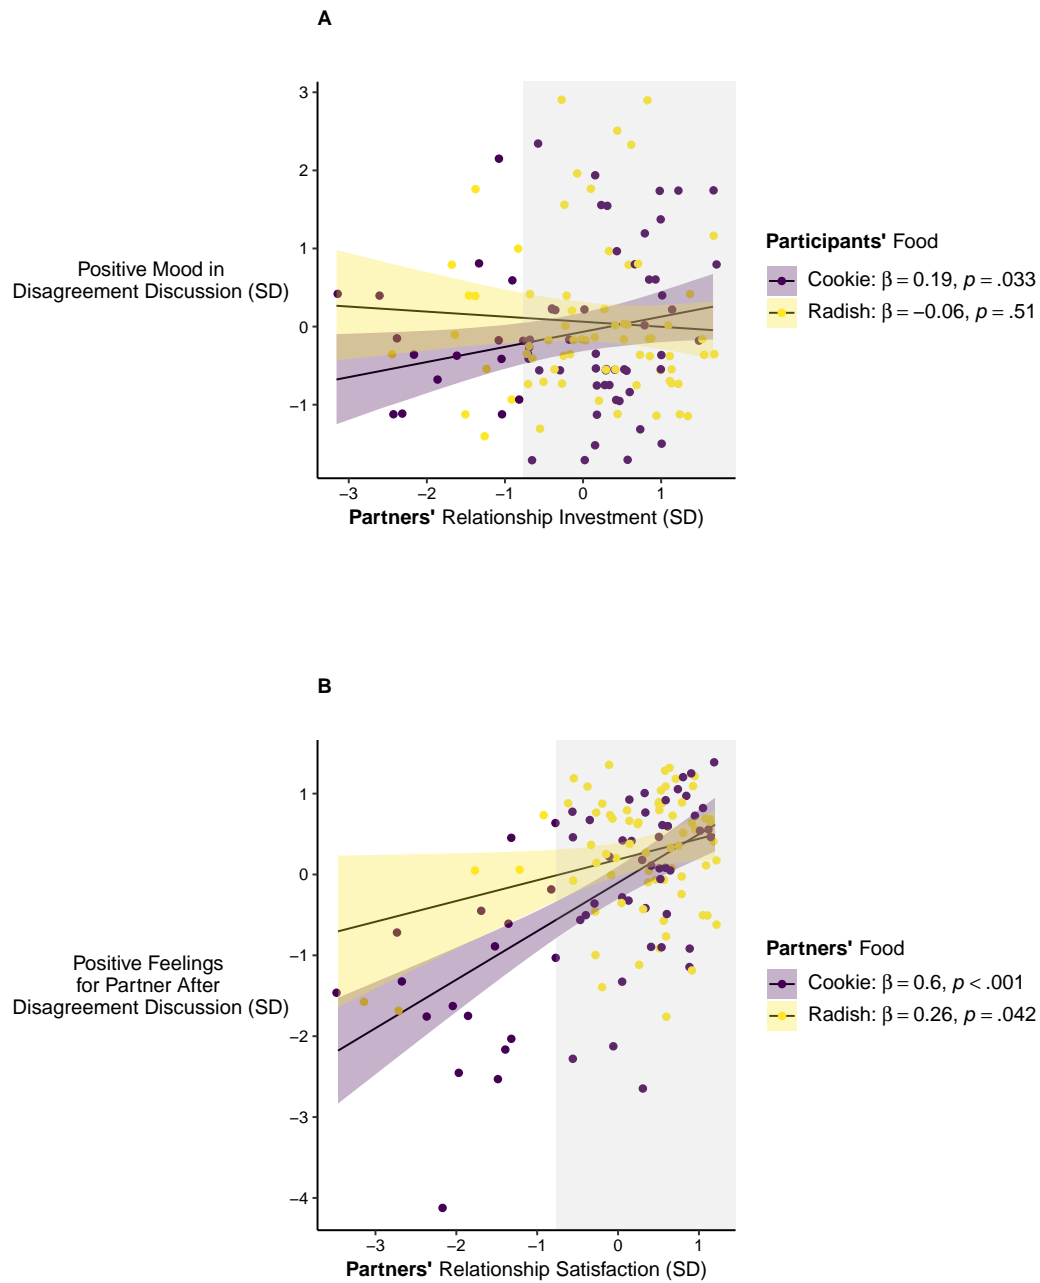 A
3
2
1
0
−1
−3 −2 −1 0 1
Positive Mood in
Disagreement Discussion (SD)
Partners' Relationship Investment (SD)
Participants' Food
Cookie: β = 0.19, p = .033
Radish: β = −0.06, p = .51
B
1
0
−1
−2
−3
−4
−3 −2 −1 0 1
Positive Feelings
for Partner After
Disagreement Discussion (SD)
Partners' Relationship Satisfaction (SD)
Partners' Food
Cookie: β = 0.6, p < .001
Radish: β = 0.26, p = .042